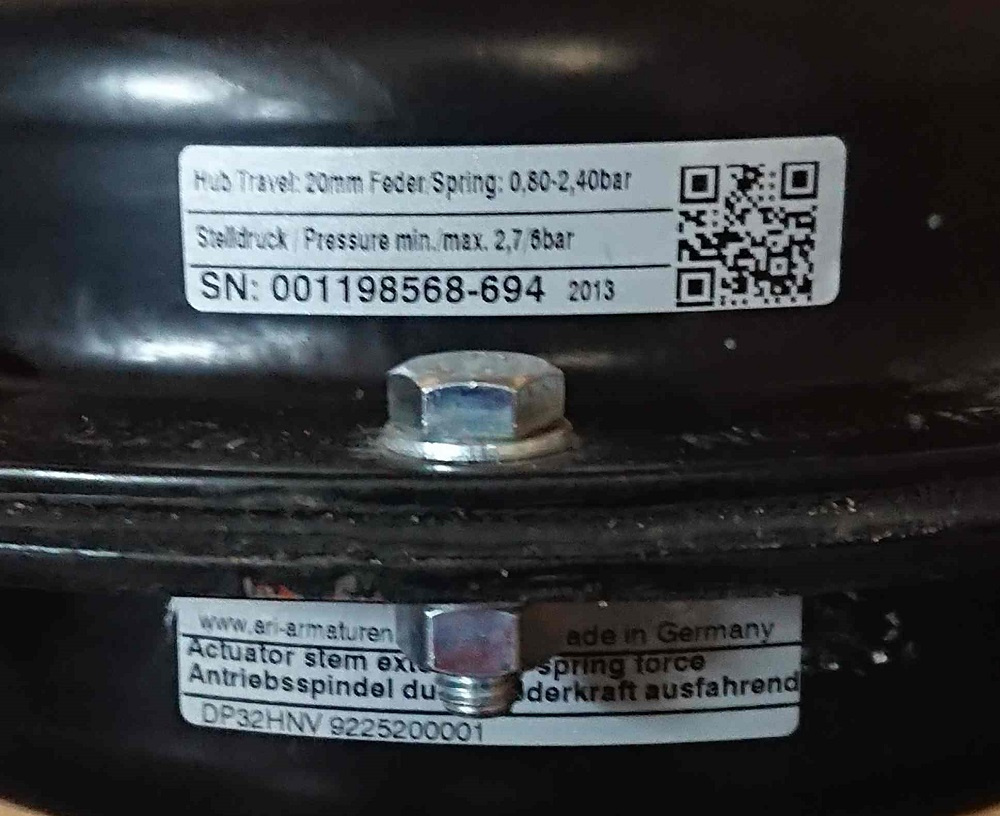 Hub Travel: 20mm Feder/Spring: 0,80-2,40bar
Stelldruck / Pressure min./max. 2,7/6bar
SN: 001198568-694 2013
www.ari-armaturen ade in Germany
Actuator stem spring force
Antriebsspindel du derkraft ausfahrend
DP32HNV 9225200001